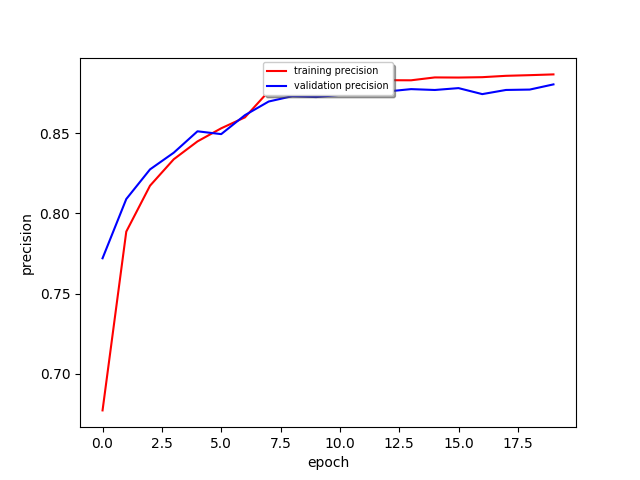 training precision
validation precision
0.85
0.80
0.75
0.70
precision
0.0 2.5 5.0 7.5 10.0 12.5 15.0 17.5
epoch